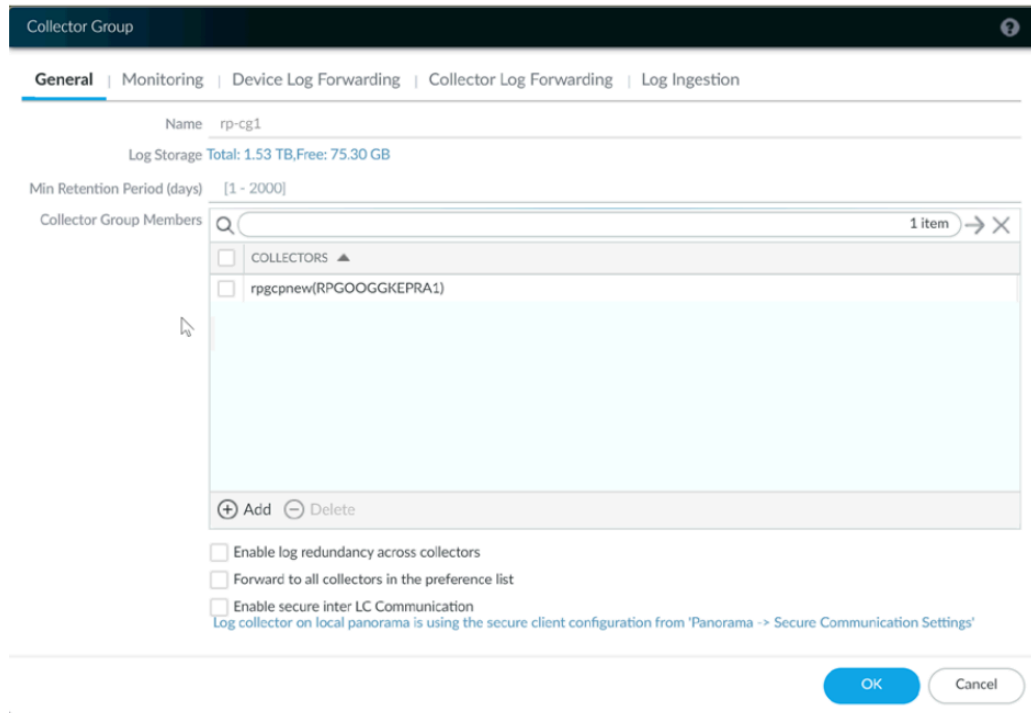 Collector Group
General | Monitoring | Device Log Forwarding | Collector Log Forwarding | Log Ingestion
Name rp-cg1
Log Storage Total: 1.53 TB,Free: 75.30 GB
Min Retention Period (days) [1 - 2000]
Collector Group Members 1 item
COLLECTORS
rpgcpnew(RPGOOGGKEPRA1)
Add Delete
Enable log redundancy across collectors
Forward to all collectors in the preference list
Enable secure inter LC Communication
Log collector on local panorama is using the secure client configuration from 'Panorama -> Secure Communication Settings'
OK Cancel